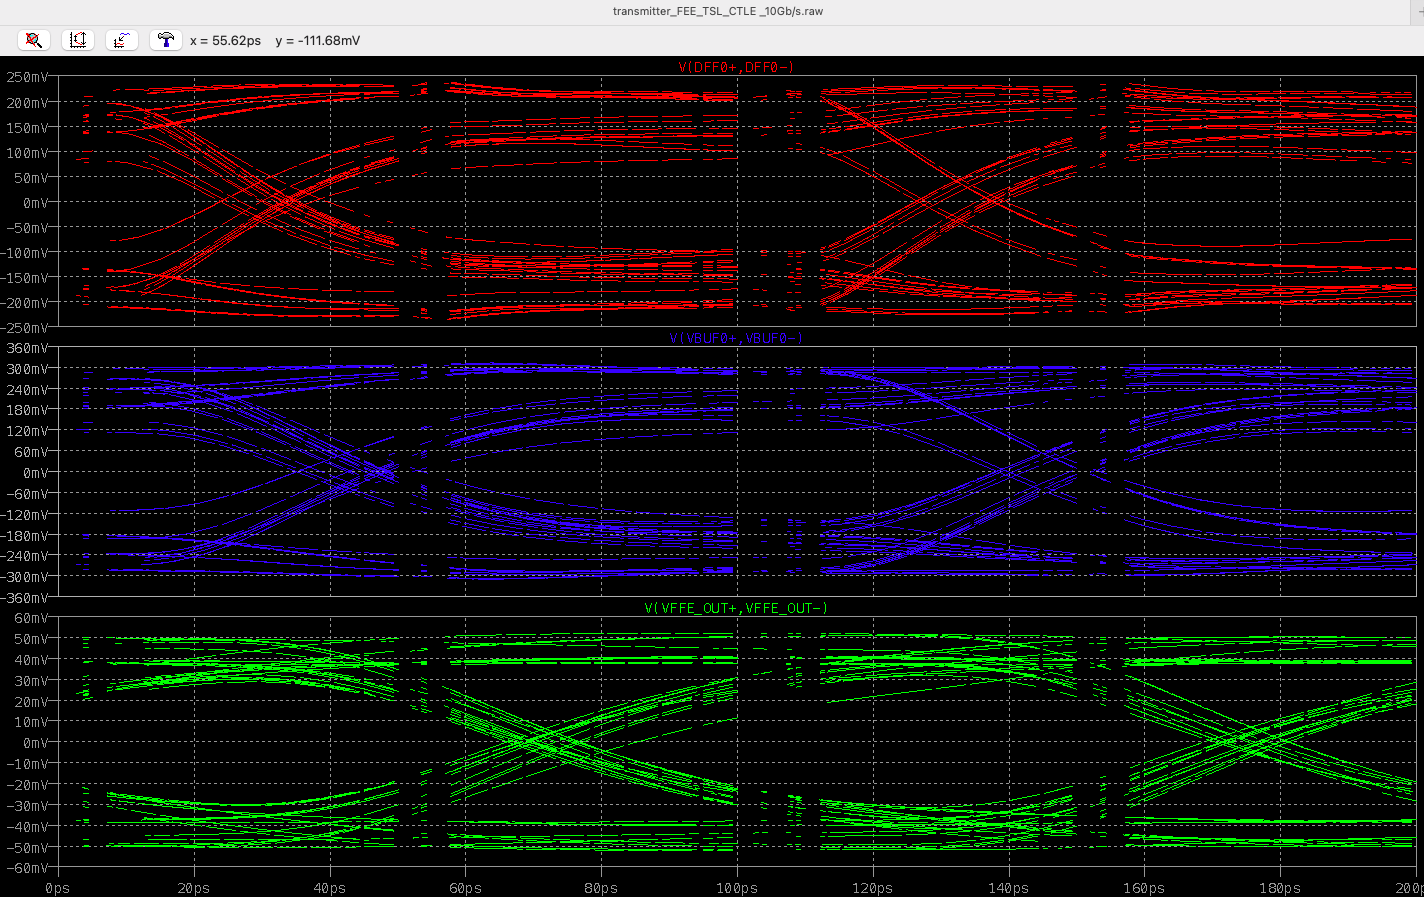 transmitter_FEE_TSL_CTLE _10Gb/s.raw
x = 55.62ps y = -111.68mV
V(DFF0+,DFF0-)
250mV
200mV
150mV
100mV
50mV
0mV
-50mV
-100mV
-150mV
-200mV
-250mV
V(VBUF0+,VBUF0-)
360mV
300mV
240mV
180mV
120mV
60mV
0mV
-60mV
-120mV
-180mV
-240mV
-300mV
-360mV
V(VFFE_OUT+,VFFE_OUT-)
60mV
50mV
40mV
30mV
20mV
10mV
0mV
-10mV
-20mV
-30mV
-40mV
-50mV
-60mV
0ps 20ps 40ps 60ps 80ps 100ps 120ps 140ps 160ps 180ps 200p